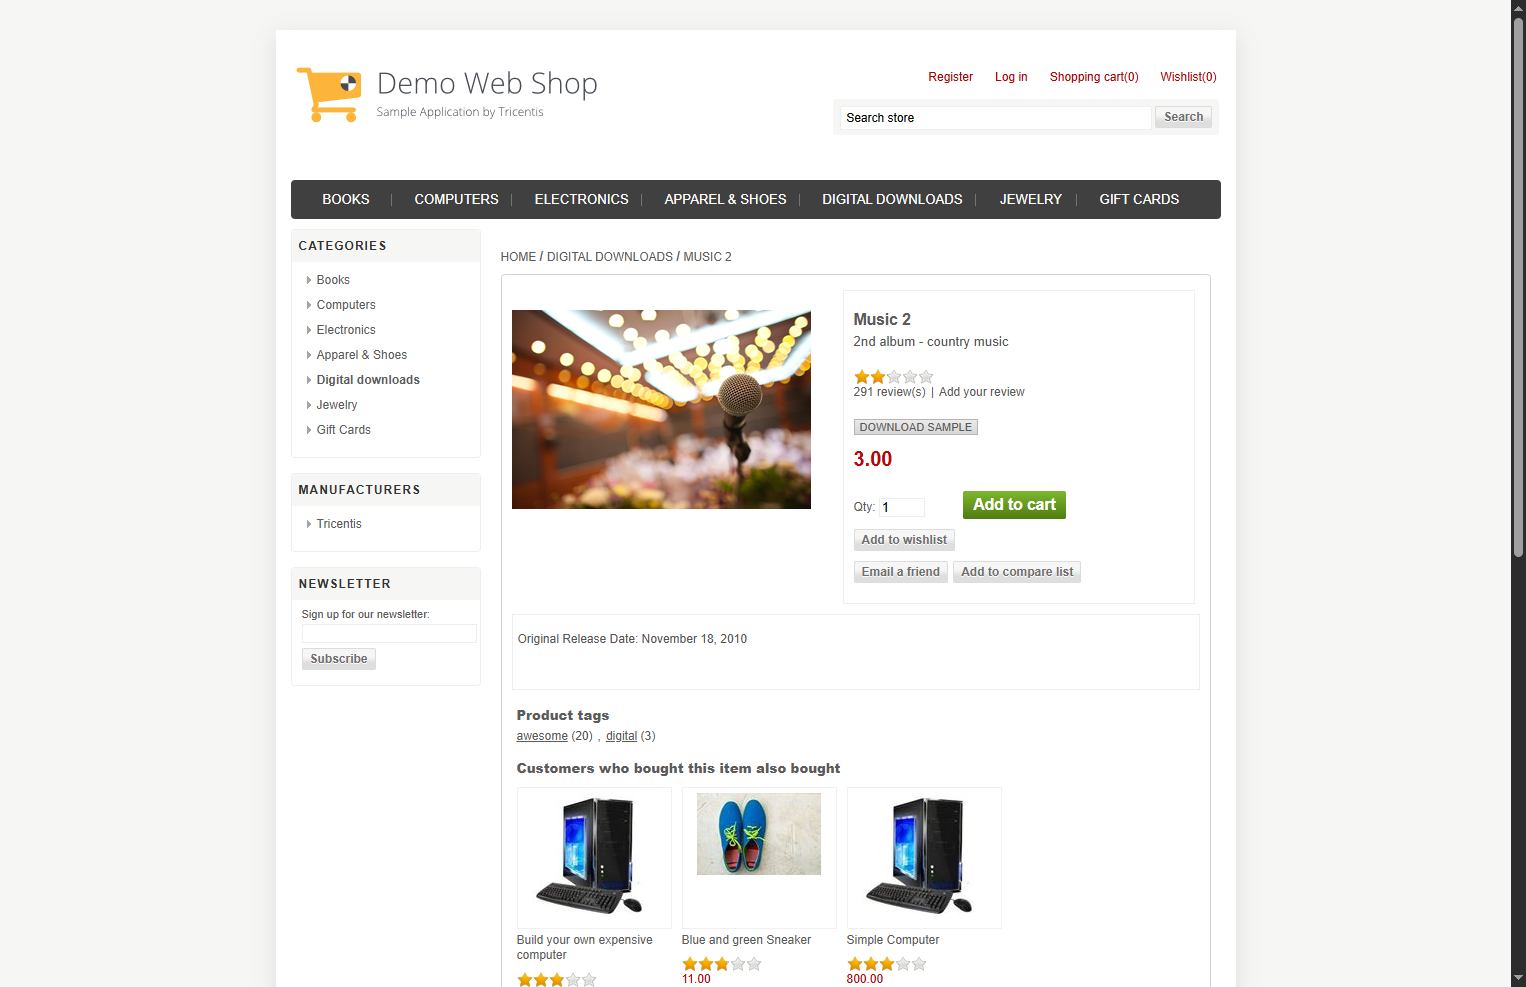 Demo Web Shop
Sample Application by Tricentis
Register Log in Shopping cart(0) Wishlist(0)
Search store Search
BOOKS COMPUTERS ELECTRONICS APPAREL & SHOES DIGITAL DOWNLOADS JEWELRY GIFT CARDS
CATEGORIES
Books
Computers
Electronics
Apparel & Shoes
Digital downloads
Jewelry
Gift Cards
MANUFACTURERS
Tricentis
NEWSLETTER
Sign up for our newsletter:
Subscribe
HOME / DIGITAL DOWNLOADS / MUSIC 2
Music 2
2nd album - country music
291 review(s) | Add your review
DOWNLOAD SAMPLE
3.00
Qty: 1 Add to cart
Add to wishlist
Email a friend Add to compare list
Original Release Date: November 18, 2010
Product tags
awesome (20) , digital (3)
Customers who bought this item also bought
Build your own expensive
computer
Blue and green Sneaker
11.00
Simple Computer
800.00